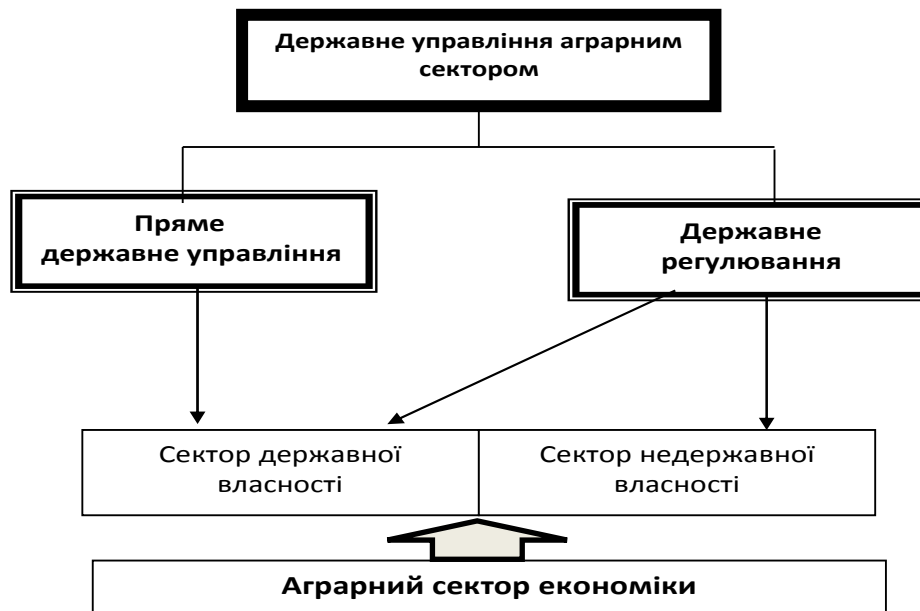 Державне управління аграрним
сектором
Пряме
державне управління
Державне
регулювання
Сектор державної
власності
Сектор недержавної
власності
Аграрний сектор економіки